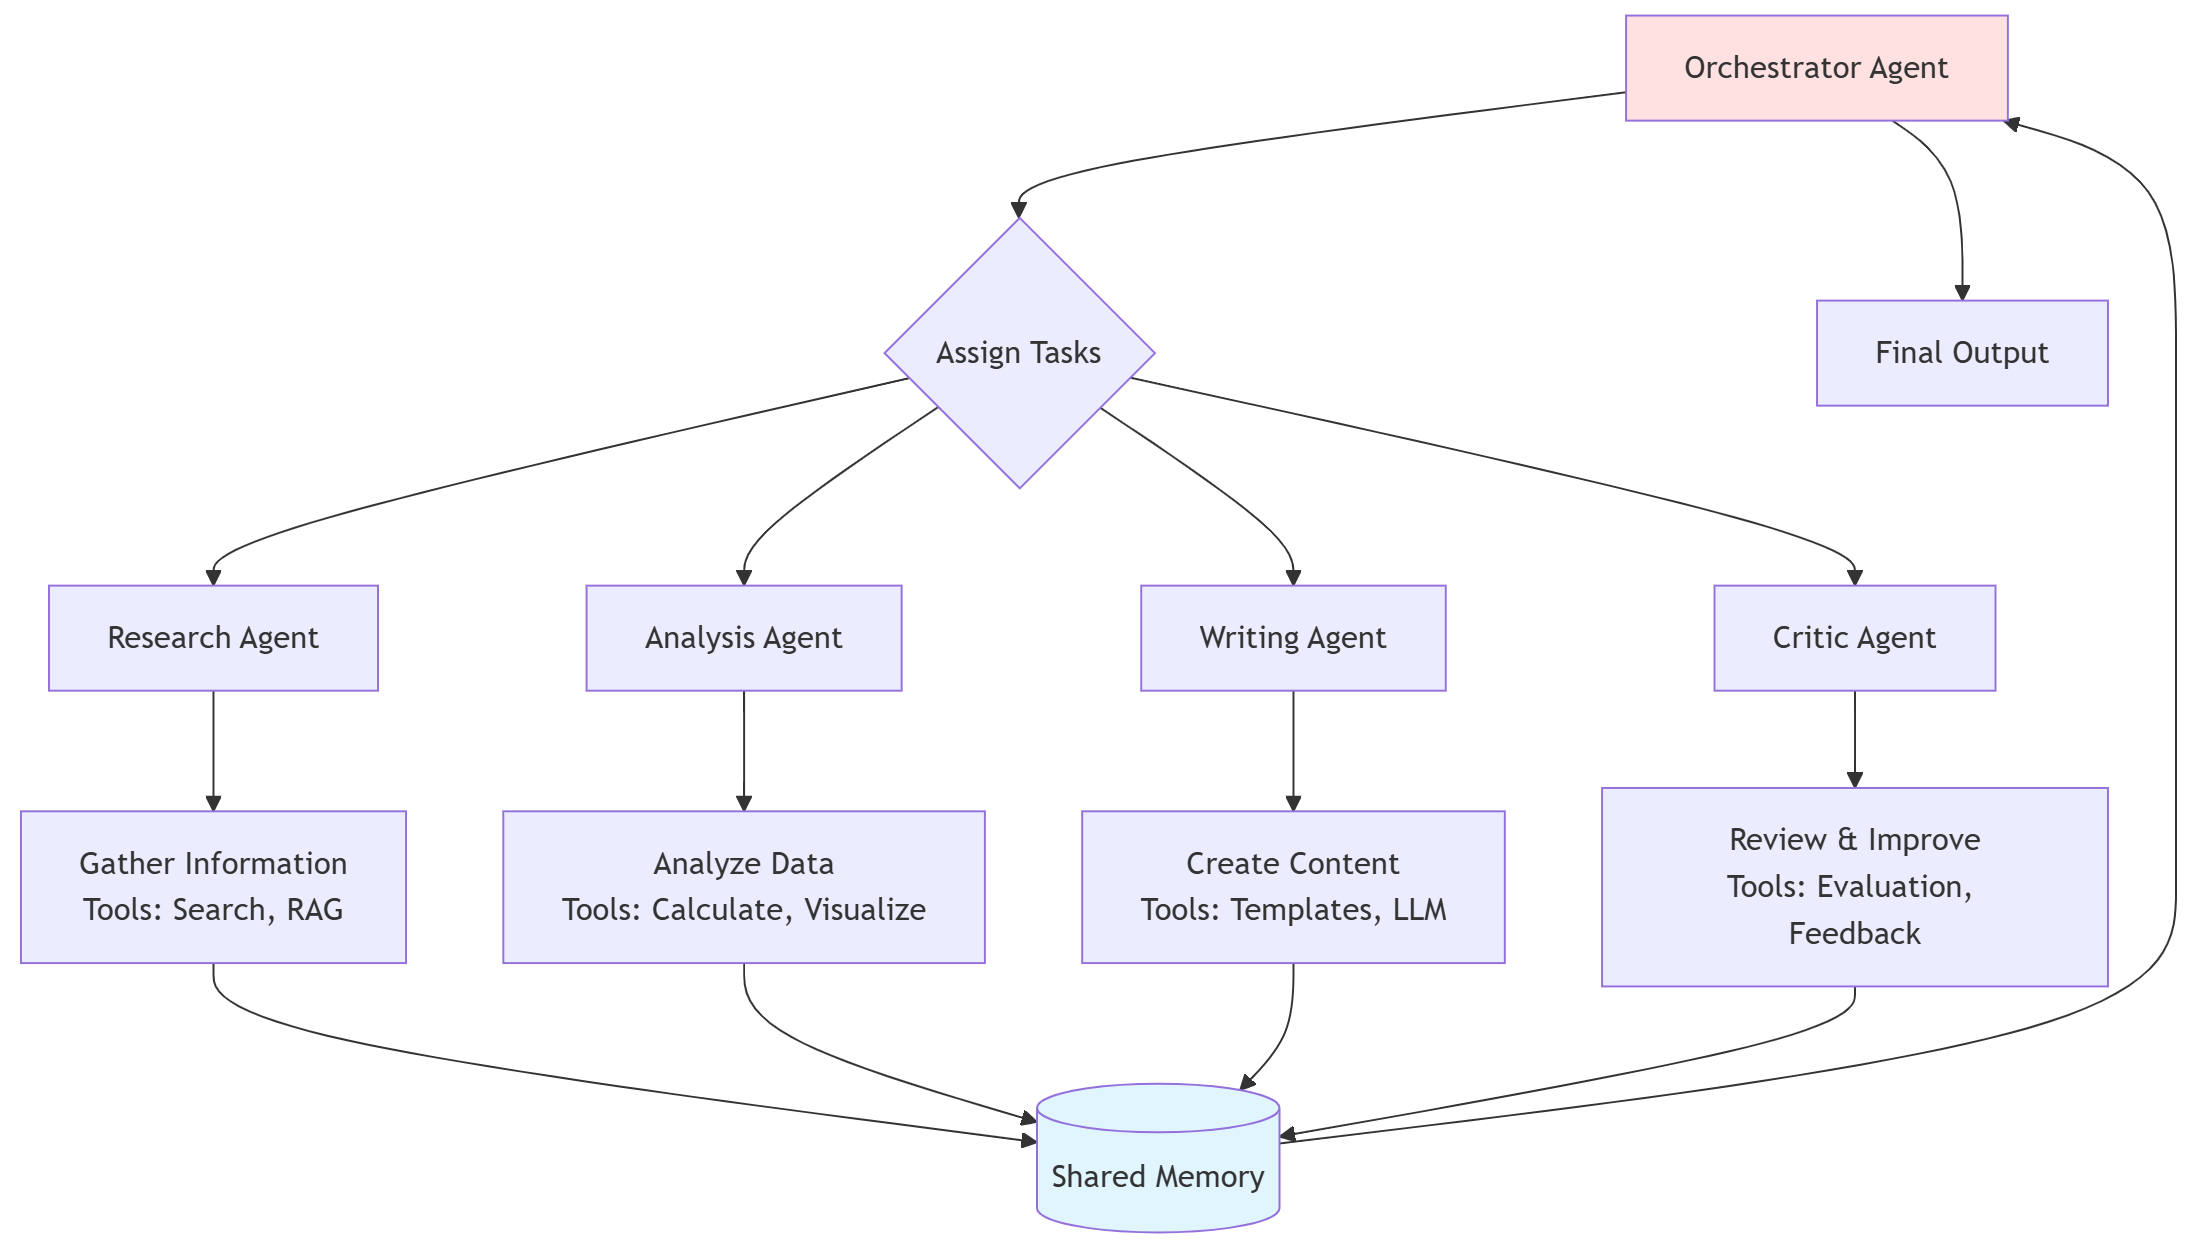 Orchestrator Agent
Assign Tasks
Final Output
Research Agent
Analysis Agent
Writing Agent
Critic Agent
Gather Information
Tools: Search, RAG
Analyze Data
Tools: Calculate, Visualize
Create Content
Tools: Templates, LLM
Review & Improve
Tools: Evaluation,
Feedback
Shared Memory